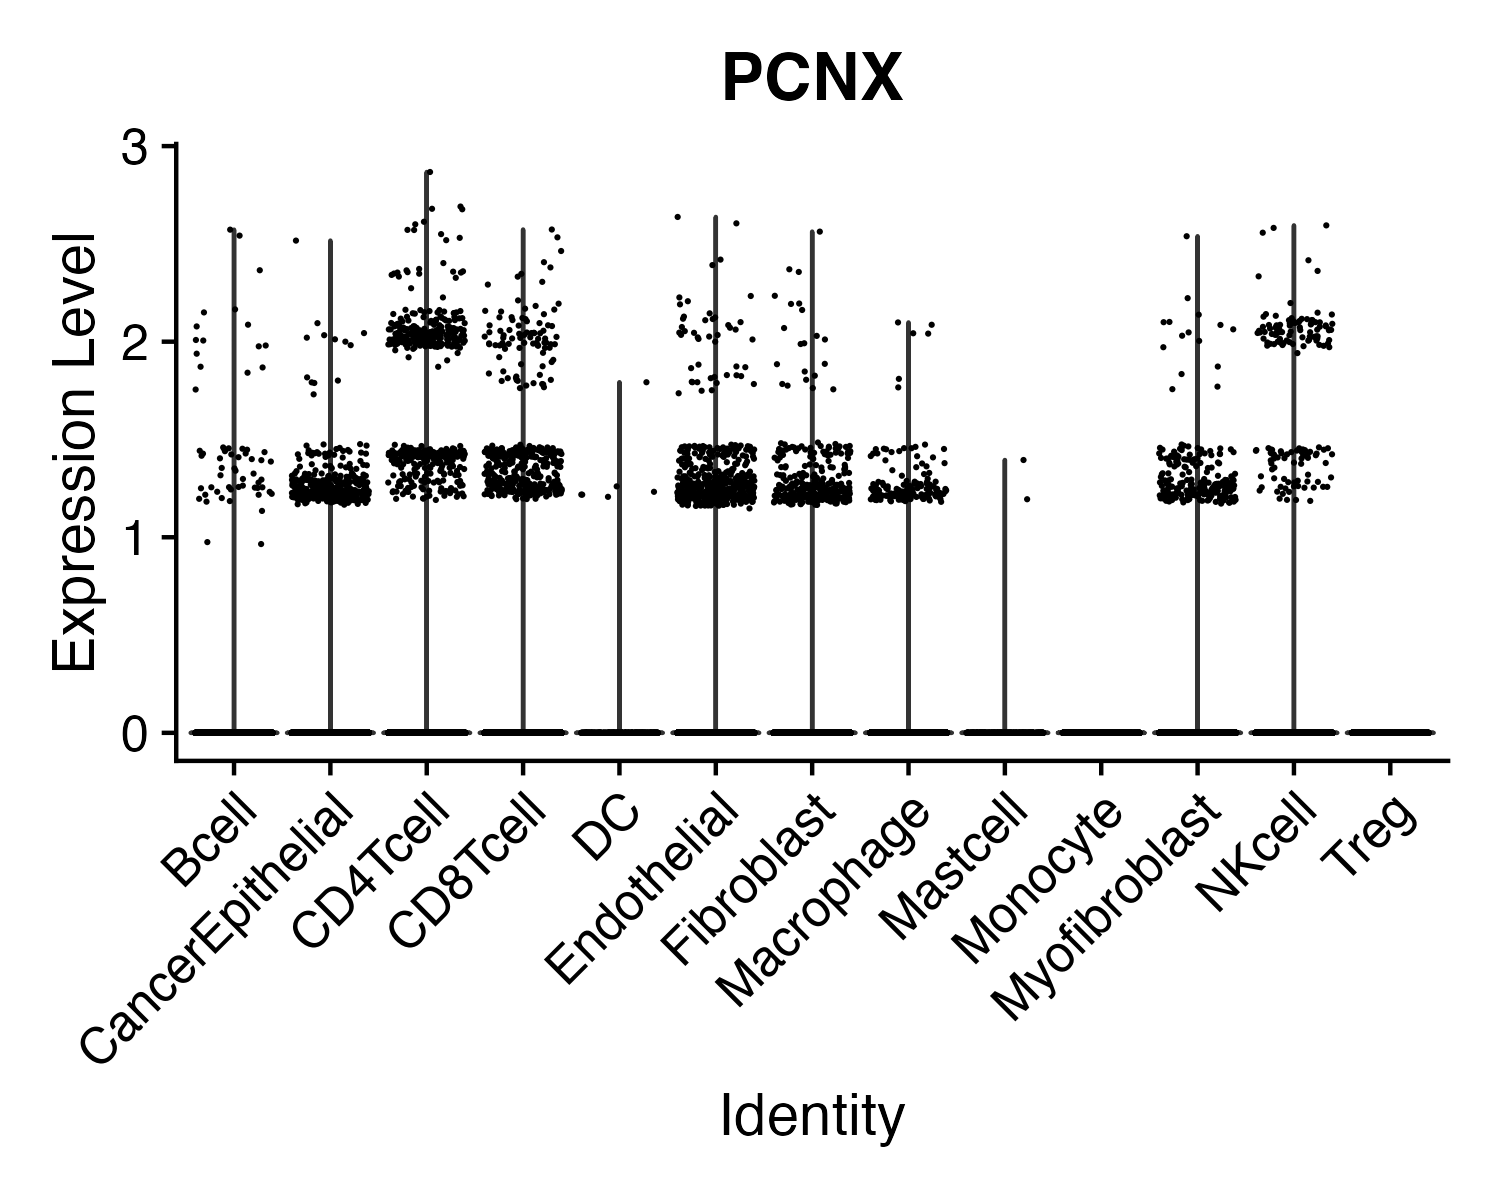 PCNX
Expression Level
3
2
1
0
Bcell
CancerEpithelial
CD4Tcell
CD8Tcell
DC
Endothelial
Fibroblast
Macrophage
Mastcell
Monocyte
Myofibroblast
NKcell
Treg
Identity